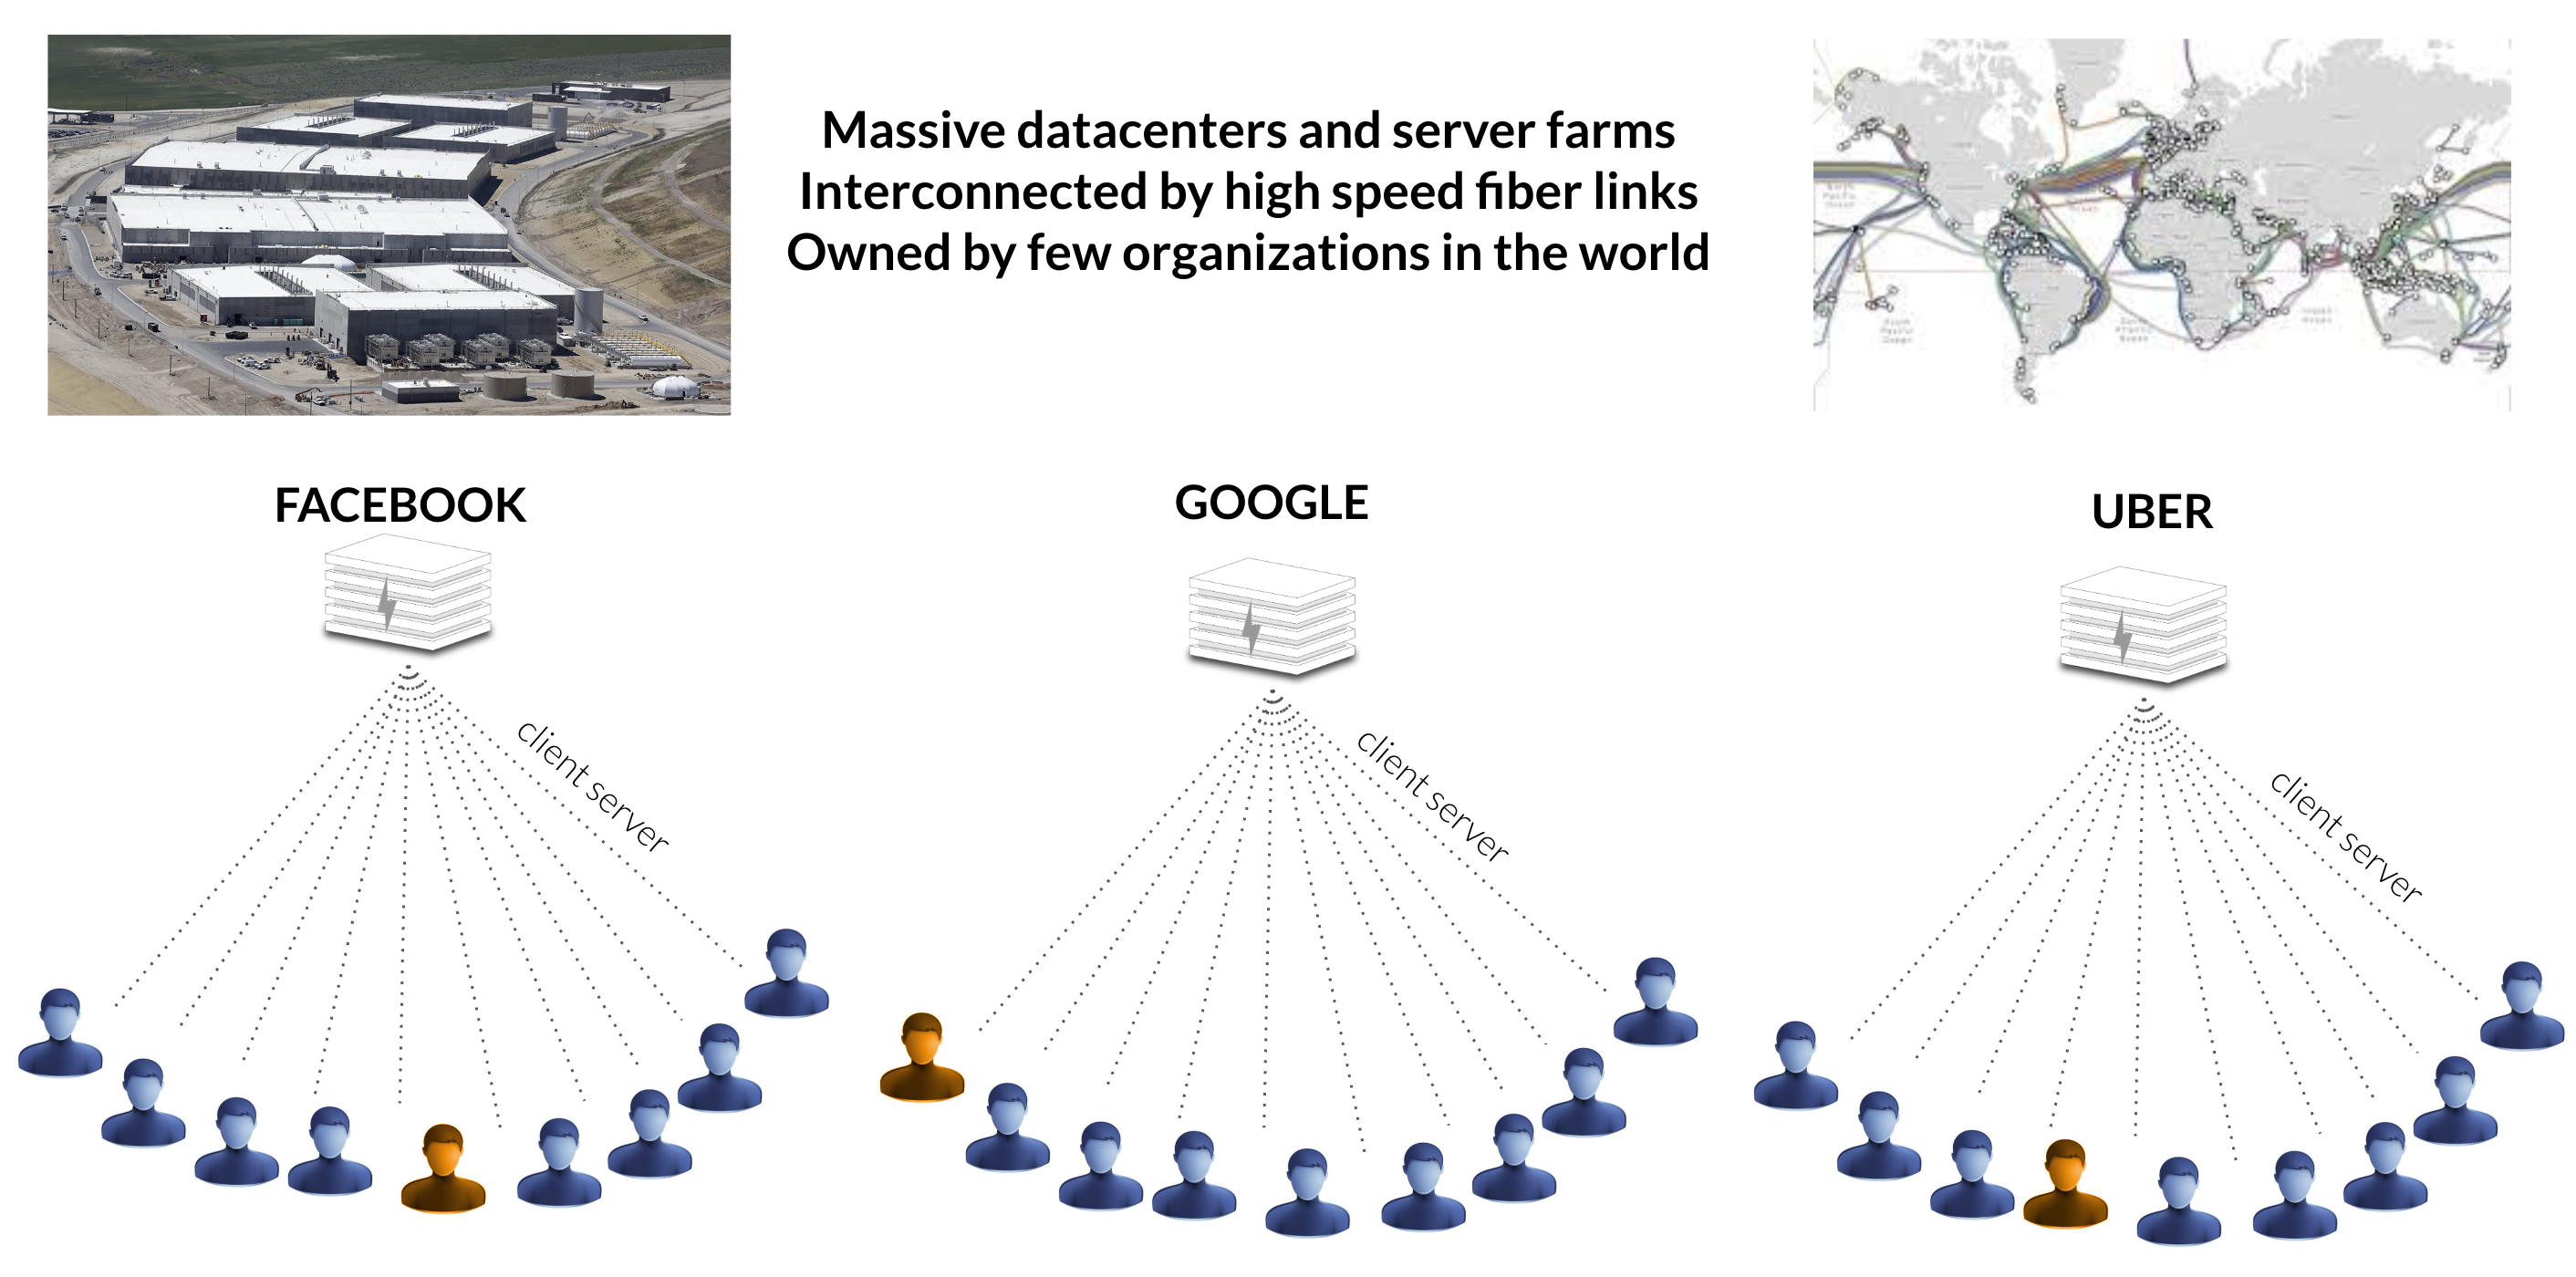 Massive datacenters and server farms
Interconnected by high speed fiber links
Owned by few organizations in the world
FACEBOOK
GOOGLE
UBER
client server
client server
client server